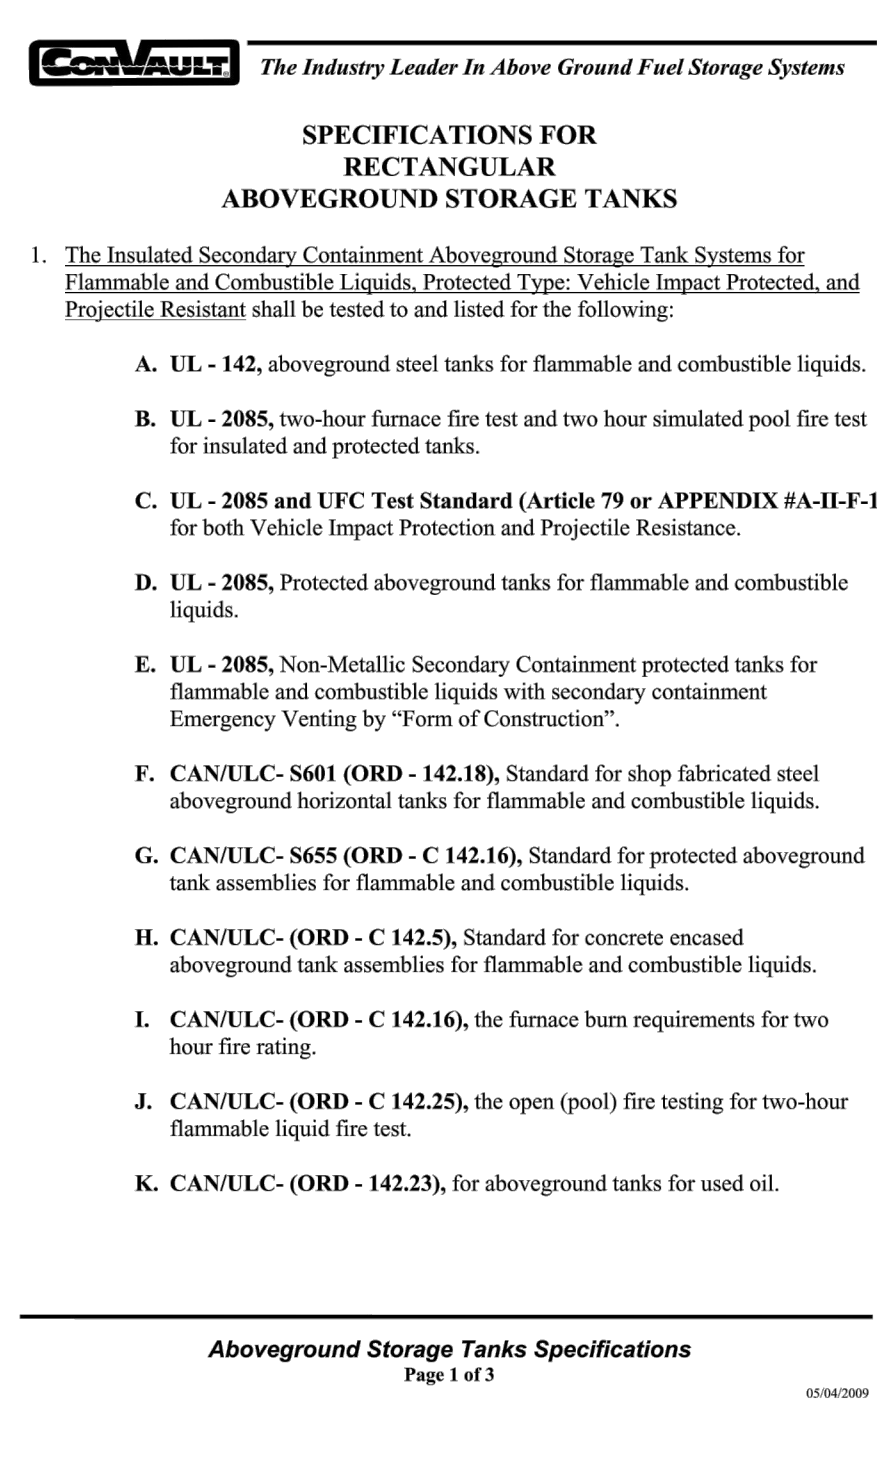 CONVAULT®
The Industry Leader In Above Ground Fuel Storage Systems
SPECIFICATIONS FOR
RECTANGULAR
ABOVEGROUND STORAGE TANKS
1. The Insulated Secondary Containment Aboveground Storage Tank Systems for
Flammable and Combustible Liquids, Protected Type: Vehicle Impact Protected, and
Projectile Resistant shall be tested to and listed for the following:
A. UL - 142, aboveground steel tanks for flammable and combustible liquids.
B. UL - 2085, two-hour furnace fire test and two hour simulated pool fire test
for insulated and protected tanks.
C. UL - 2085 and UFC Test Standard (Article 79 or APPENDIX #A-II-F-1
for both Vehicle Impact Protection and Projectile Resistance.
D. UL - 2085, Protected aboveground tanks for flammable and combustible
liquids.
E. UL - 2085, Non-Metallic Secondary Containment protected tanks for
flammable and combustible liquids with secondary containment
Emergency Venting by “Form of Construction”.
F. CAN/ULC- S601 (ORD - 142.18), Standard for shop fabricated steel
aboveground horizontal tanks for flammable and combustible liquids.
G. CAN/ULC- S655 (ORD - C 142.16), Standard for protected aboveground
tank assemblies for flammable and combustible liquids.
H. CAN/ULC- (ORD - C 142.5), Standard for concrete encased
aboveground tank assemblies for flammable and combustible liquids.
I. CAN/ULC- (ORD - C 142.16), the furnace burn requirements for two
hour fire rating.
J. CAN/ULC- (ORD - C 142.25), the open (pool) fire testing for two-hour
flammable liquid fire test.
K. CAN/ULC- (ORD - 142.23), for aboveground tanks for used oil.
Aboveground Storage Tanks Specifications
Page 1 of 3
05/04/2009